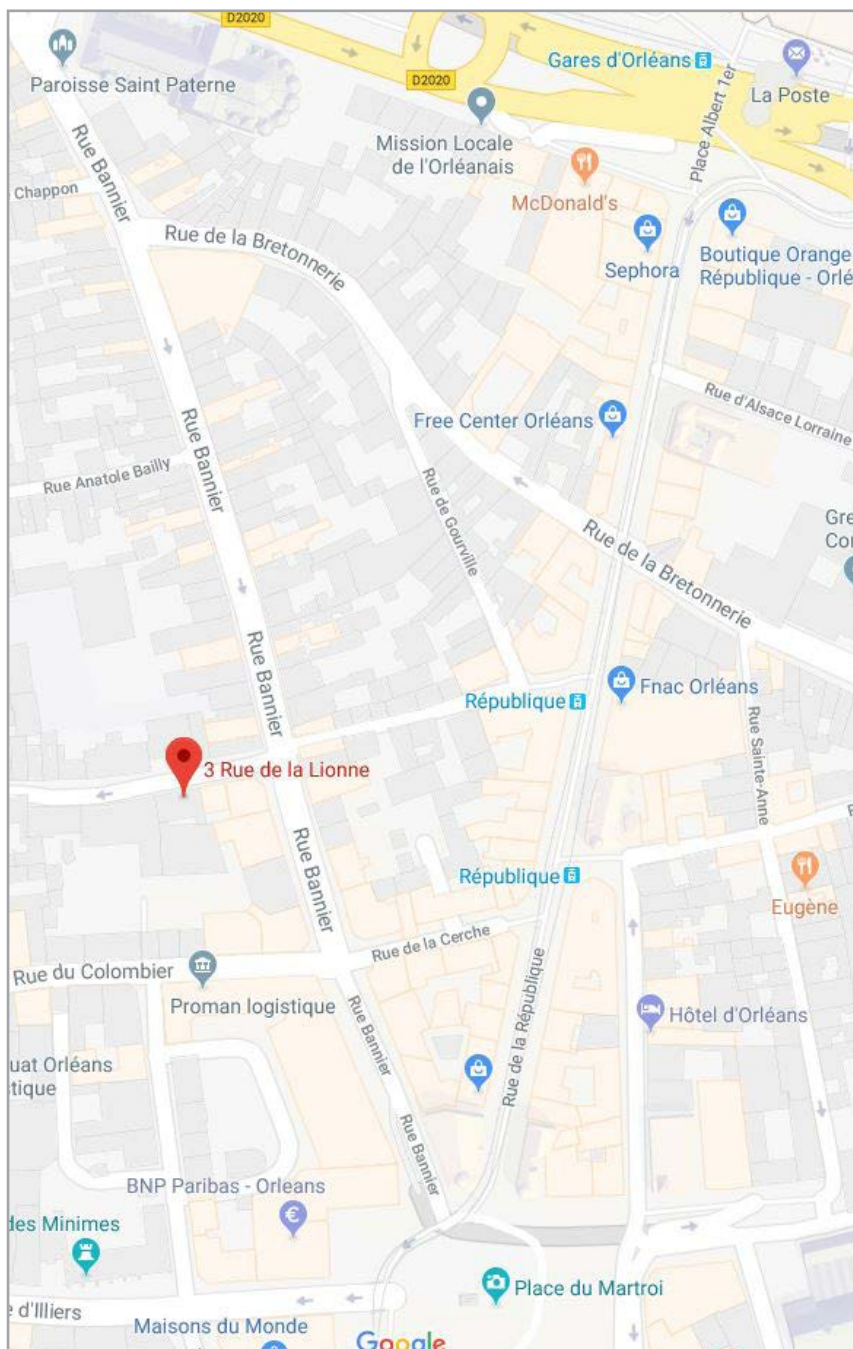 D2020
Gares d'Orléans
Paroisse Saint Paterne
D2020
La Poste
Place Albert 1er
Mission Locale
de l'Orléanais
Rue Bannier
Chappon
McDonald's
Rue de la Bretonnerie
Sephora
Boutique Orange
République - Orlé
Rue d'Alsace Lorraine
Free Center Orléans
Rue Bannier
Rue Anatole Bailly
Rue de Gourville
Gre
Cor
Rue de la Bretonnerie
Rue Bannier
République
Fnac Orléans
Rue Sainte-Anne
3 Rue de la Lionne
Rue Bannier
République
Eugène
Rue de la Cerche
Rue du Colombier
Proman logistique
Rue Bannier
Rue de la République
Hôtel d'Orléans
uat Orléans
tique
Rue Bannier
BNP Paribas - Orleans
des Minimes
Place du Martroi
e d'Illiers
Maisons du Monde
Google